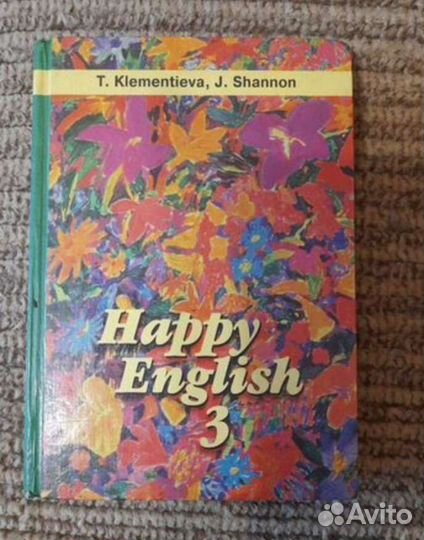 T. Klementieva, J. Shannon
Happy
English
3
Avito